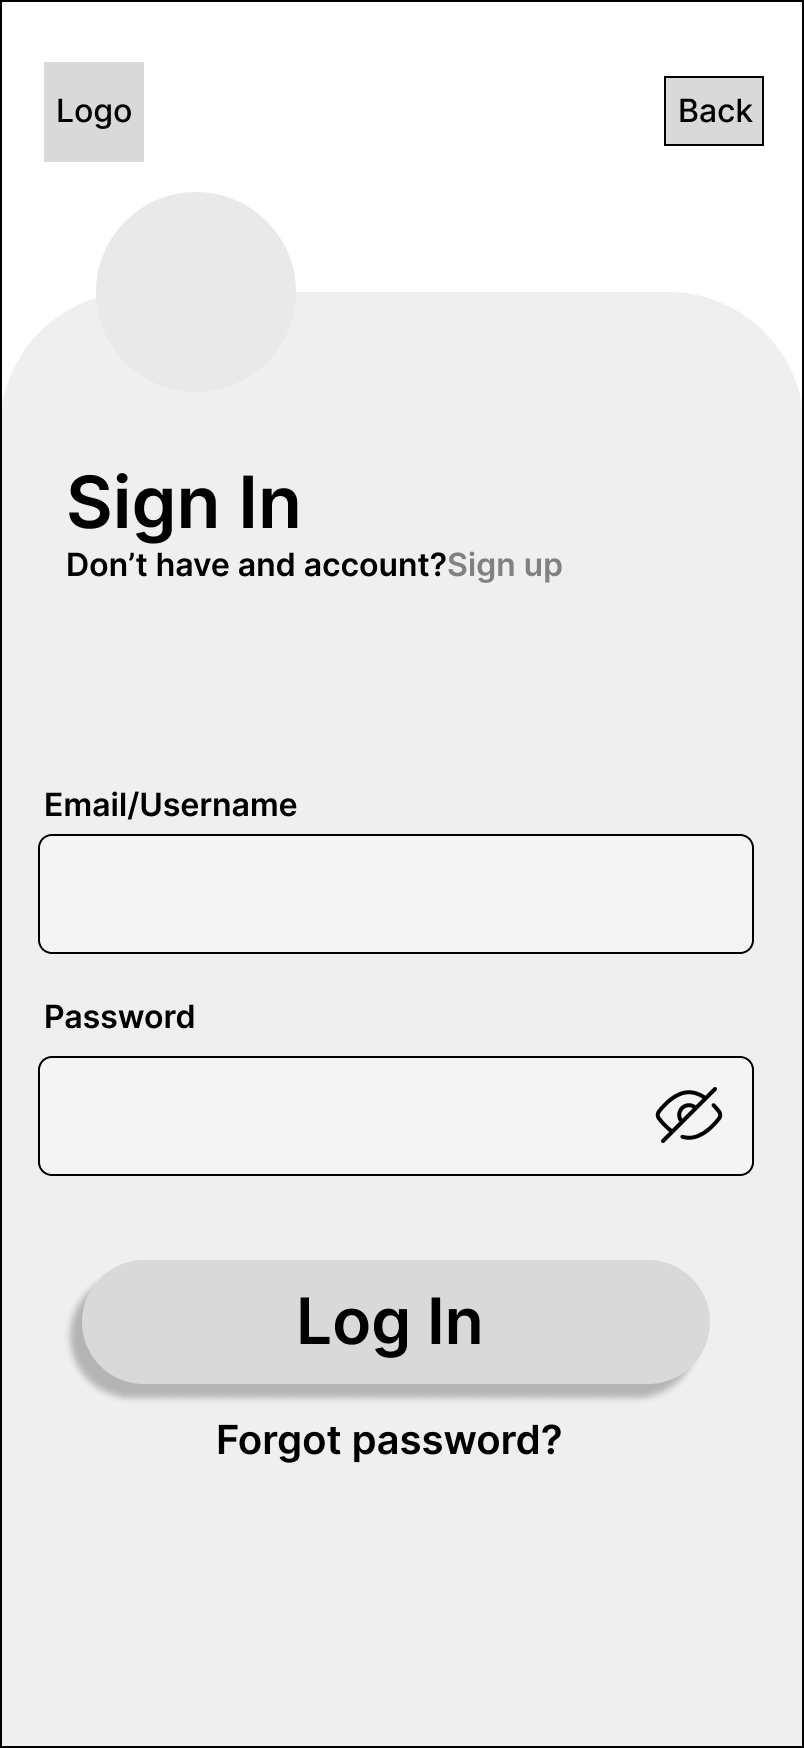 Logo
Back
Sign In
Don’t have and account?Sign up
Email/Username
Password
Log In
Forgot password?